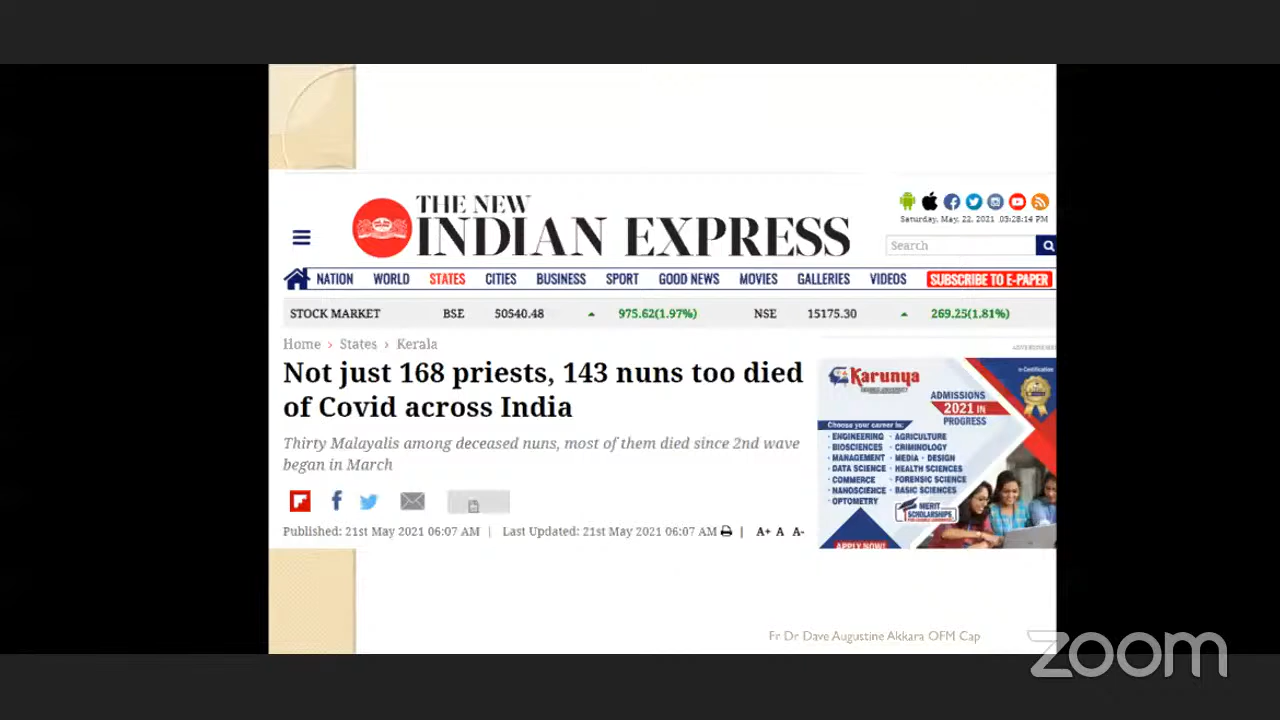 THE NEW
INDIAN EXPRESS
Saturday, May, 22, 2021 03:28:14 PM
Search
NATION WORLD STATES CITIES BUSINESS SPORT GOOD NEWS MOVIES GALLERIES VIDEOS SUBSCRIBE TO E-PAPER
STOCK MARKET BSE 50540.48 975.62(1.97%) NSE 15175.30 269.25(1.81%)
Home › States › Kerala
Not just 168 priests, 143 nuns too died
of Covid across India
Thirty Malayalis among deceased nuns, most of them died since 2nd wave
began in March
Published: 21st May 2021 06:07 AM | Last Updated: 21st May 2021 06:07 AM | A+ A A-
Karunya
e-Certification
ADMISSIONS
2021 IN
PROGRESS
Choose your career in:
· ENGINEERING · AGRICULTURE
· BIOSCIENCES · CRIMINOLOGY
· MANAGEMENT · MEDIA · DESIGN
· DATA SCIENCE · HEALTH SCIENCES
· COMMERCE · FORENSIC SCIENCE
· NANOSCIENCE · BASIC SCIENCES
· OPTOMETRY
MERIT
SCHOLARSHIPS
APPLY NOW!
Fr Dr Dave Augustine Akkara OFM Cap
zoom